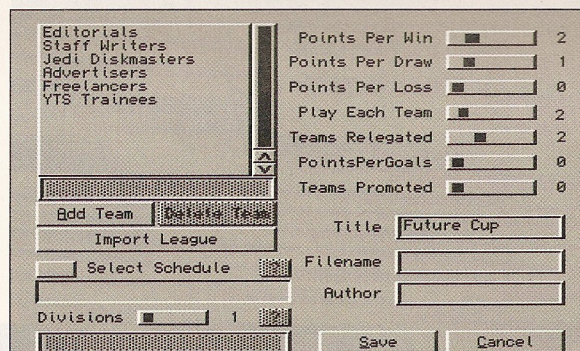 Editorials
Staff Writers
Jedi Diskmasters
Advertisers
Freelancers
YTS Trainees
Add Team Delete Team
Import League
Select Schedule ?
Divisions 1 ?
Points Per Win 2
Points Per Draw 1
Points Per Loss 0
Play Each Team 2
Teams Relegated 2
PointsPerGoals 0
Teams Promoted 0
Title Future Cup
Filename
Author
Save Cancel